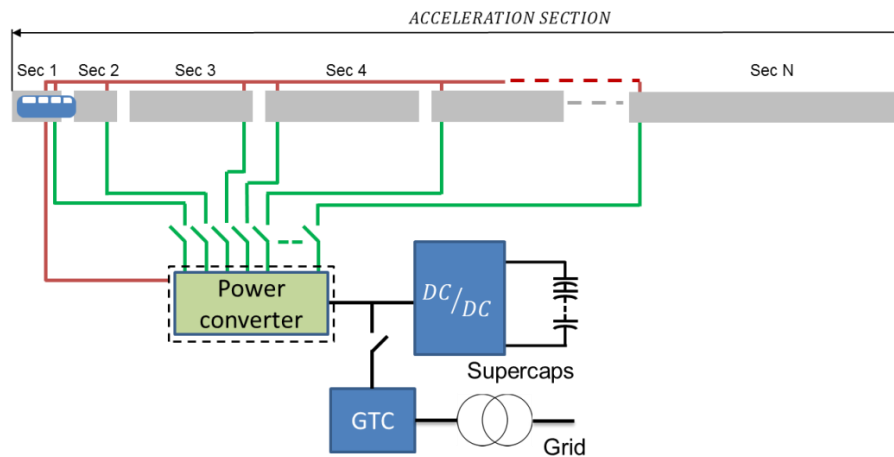 ACCELERATION SECTION
Sec 1
Sec 2
Sec 3
Sec 4
Sec N
Power
converter
DC/DC
Supercaps
GTC
Grid